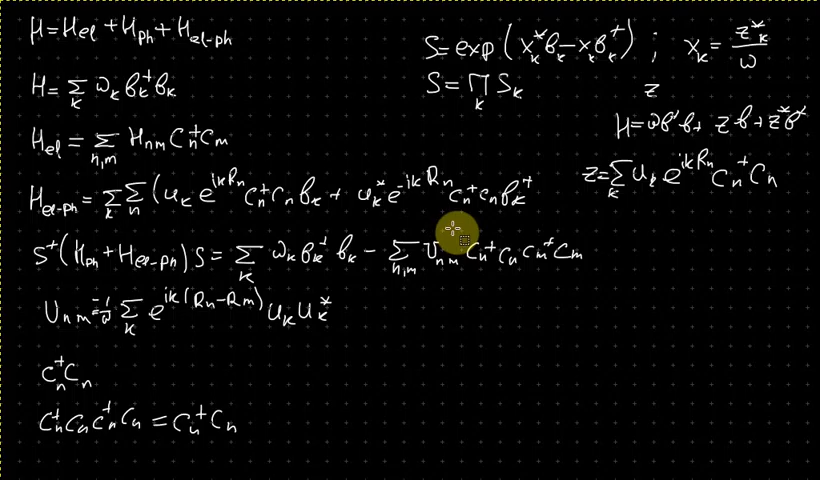 H = H_el + H_ph + H_el-ph
H = Σ_k ω_k b_k^+ b_k
H_el = Σ_{n,m} H_nm C_n^+ C_m
H_el-ph = Σ_k Σ_n (u_k e^{ikR_n} C_n^+ C_n b_k + u_k^* e^{-ikR_n} C_n^+ C_n b_k^+
S^+ (H_ph + H_el-ph) S = Σ_k ω_k b_k^+ b_k − Σ_{n,m} U_nm C_n^+ C_n C_m^+ C_m
U_nm = 1/ω Σ_k e^{ik(R_n−R_m)} u_k u_k^*
C_n^+ C_n
C_n^+ C_n C_n^+ C_n = C_n^+ C_n
S = exp (x_k^* b_k − x_k b_k^+) ; x_k = z_k^*/ω
S = Π_k S_k
z
H = ω b^+ b + z b + z^* b^+
z = Σ_k u_k e^{ikR_n} C_n^+ C_n